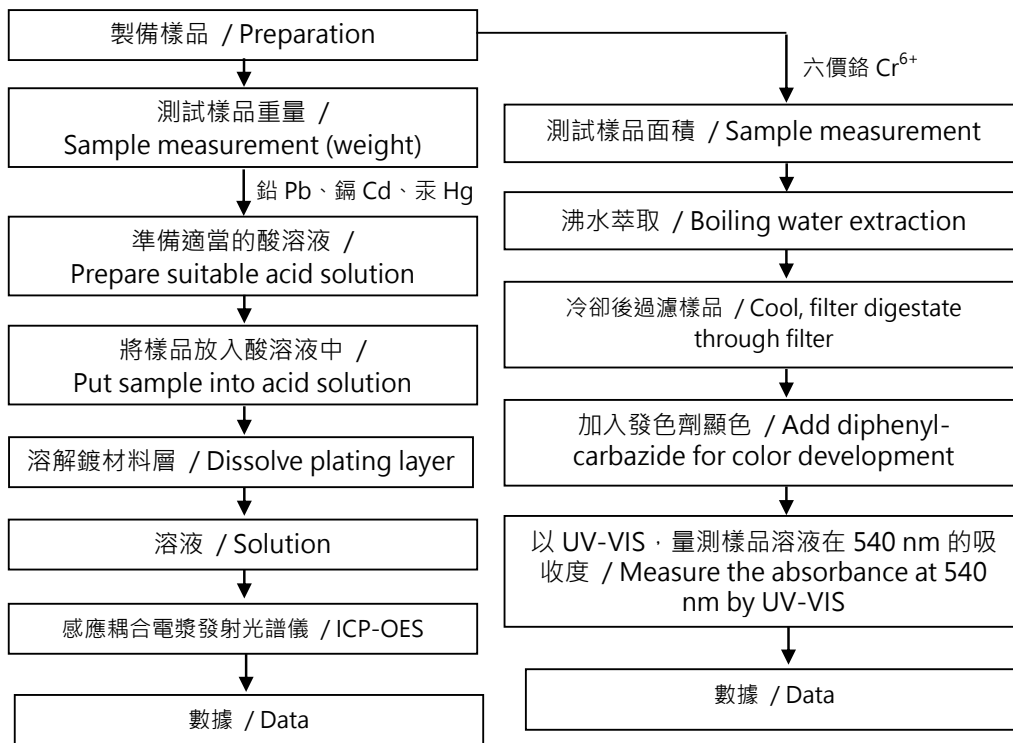 製備樣品 / Preparation
測試樣品重量 /
Sample measurement (weight)
鉛 Pb、鎘 Cd、汞 Hg
準備適當的酸溶液 /
Prepare suitable acid solution
將樣品放入酸溶液中 /
Put sample into acid solution
溶解鍍材料層 / Dissolve plating layer
溶液 / Solution
感應耦合電漿發射光譜儀 / ICP-OES
數據 / Data
六價鉻 Cr⁶⁺
測試樣品面積 / Sample measurement
沸水萃取 / Boiling water extraction
冷卻後過濾樣品 / Cool, filter digestate
through filter
加入發色劑顯色 / Add diphenyl-
carbazide for color development
以 UV-VIS，量測樣品溶液在 540 nm 的吸
收度 / Measure the absorbance at 540
nm by UV-VIS
數據 / Data